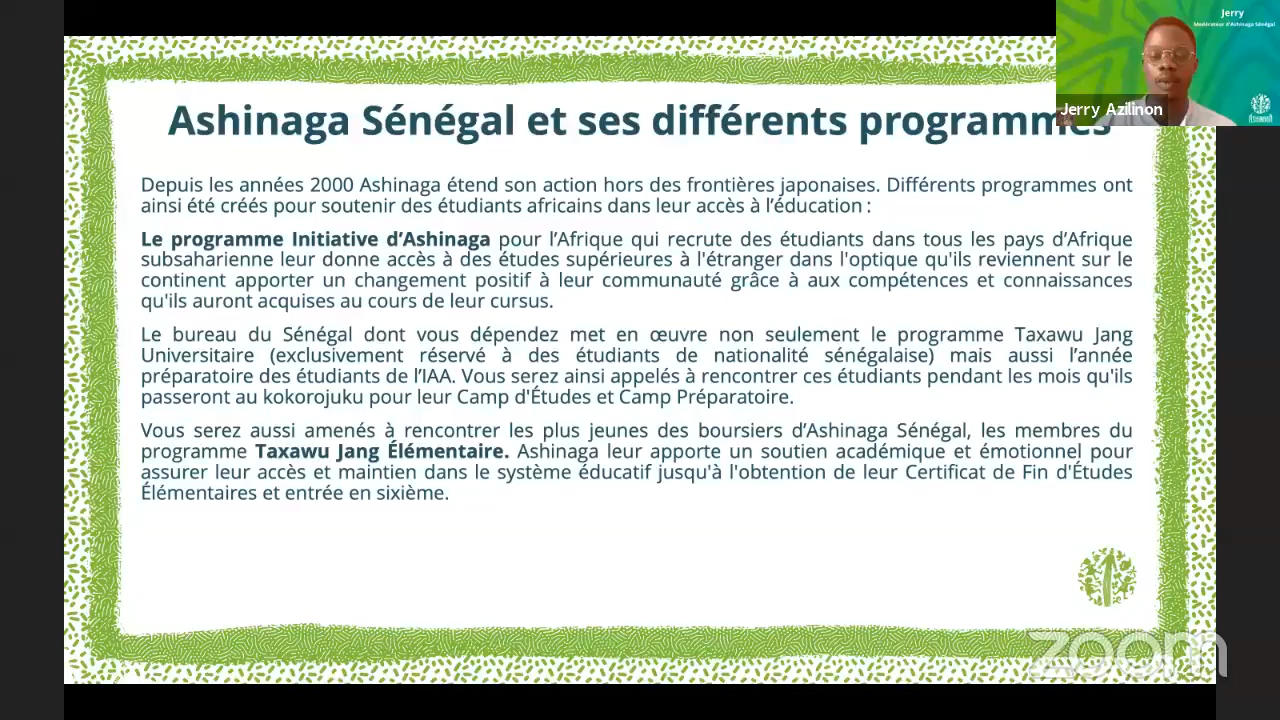 Jerry
Modérateur d'Ashinaga Sénégal
Jerry Azilinon
Ashinaga Sénégal et ses différents programmes
Depuis les années 2000 Ashinaga étend son action hors des frontières japonaises. Différents programmes ont
ainsi été créés pour soutenir des étudiants africains dans leur accès à l'éducation :
Le programme Initiative d'Ashinaga pour l'Afrique qui recrute des étudiants dans tous les pays d'Afrique
subsaharienne leur donne accès à des études supérieures à l'étranger dans l'optique qu'ils reviennent sur le
continent apporter un changement positif à leur communauté grâce à aux compétences et connaissances
qu'ils auront acquises au cours de leur cursus.
Le bureau du Sénégal dont vous dépendez met en œuvre non seulement le programme Taxawu Jang
Universitaire (exclusivement réservé à des étudiants de nationalité sénégalaise) mais aussi l'année
préparatoire des étudiants de l'IAA. Vous serez ainsi appelés à rencontrer ces étudiants pendant les mois qu'ils
passeront au kokorojuku pour leur Camp d'Études et Camp Préparatoire.
Vous serez aussi amenés à rencontrer les plus jeunes des boursiers d'Ashinaga Sénégal, les membres du
programme Taxawu Jang Élémentaire. Ashinaga leur apporte un soutien académique et émotionnel pour
assurer leur accès et maintien dans le système éducatif jusqu'à l'obtention de leur Certificat de Fin d'Études
Élémentaires et entrée en sixième.
zoom